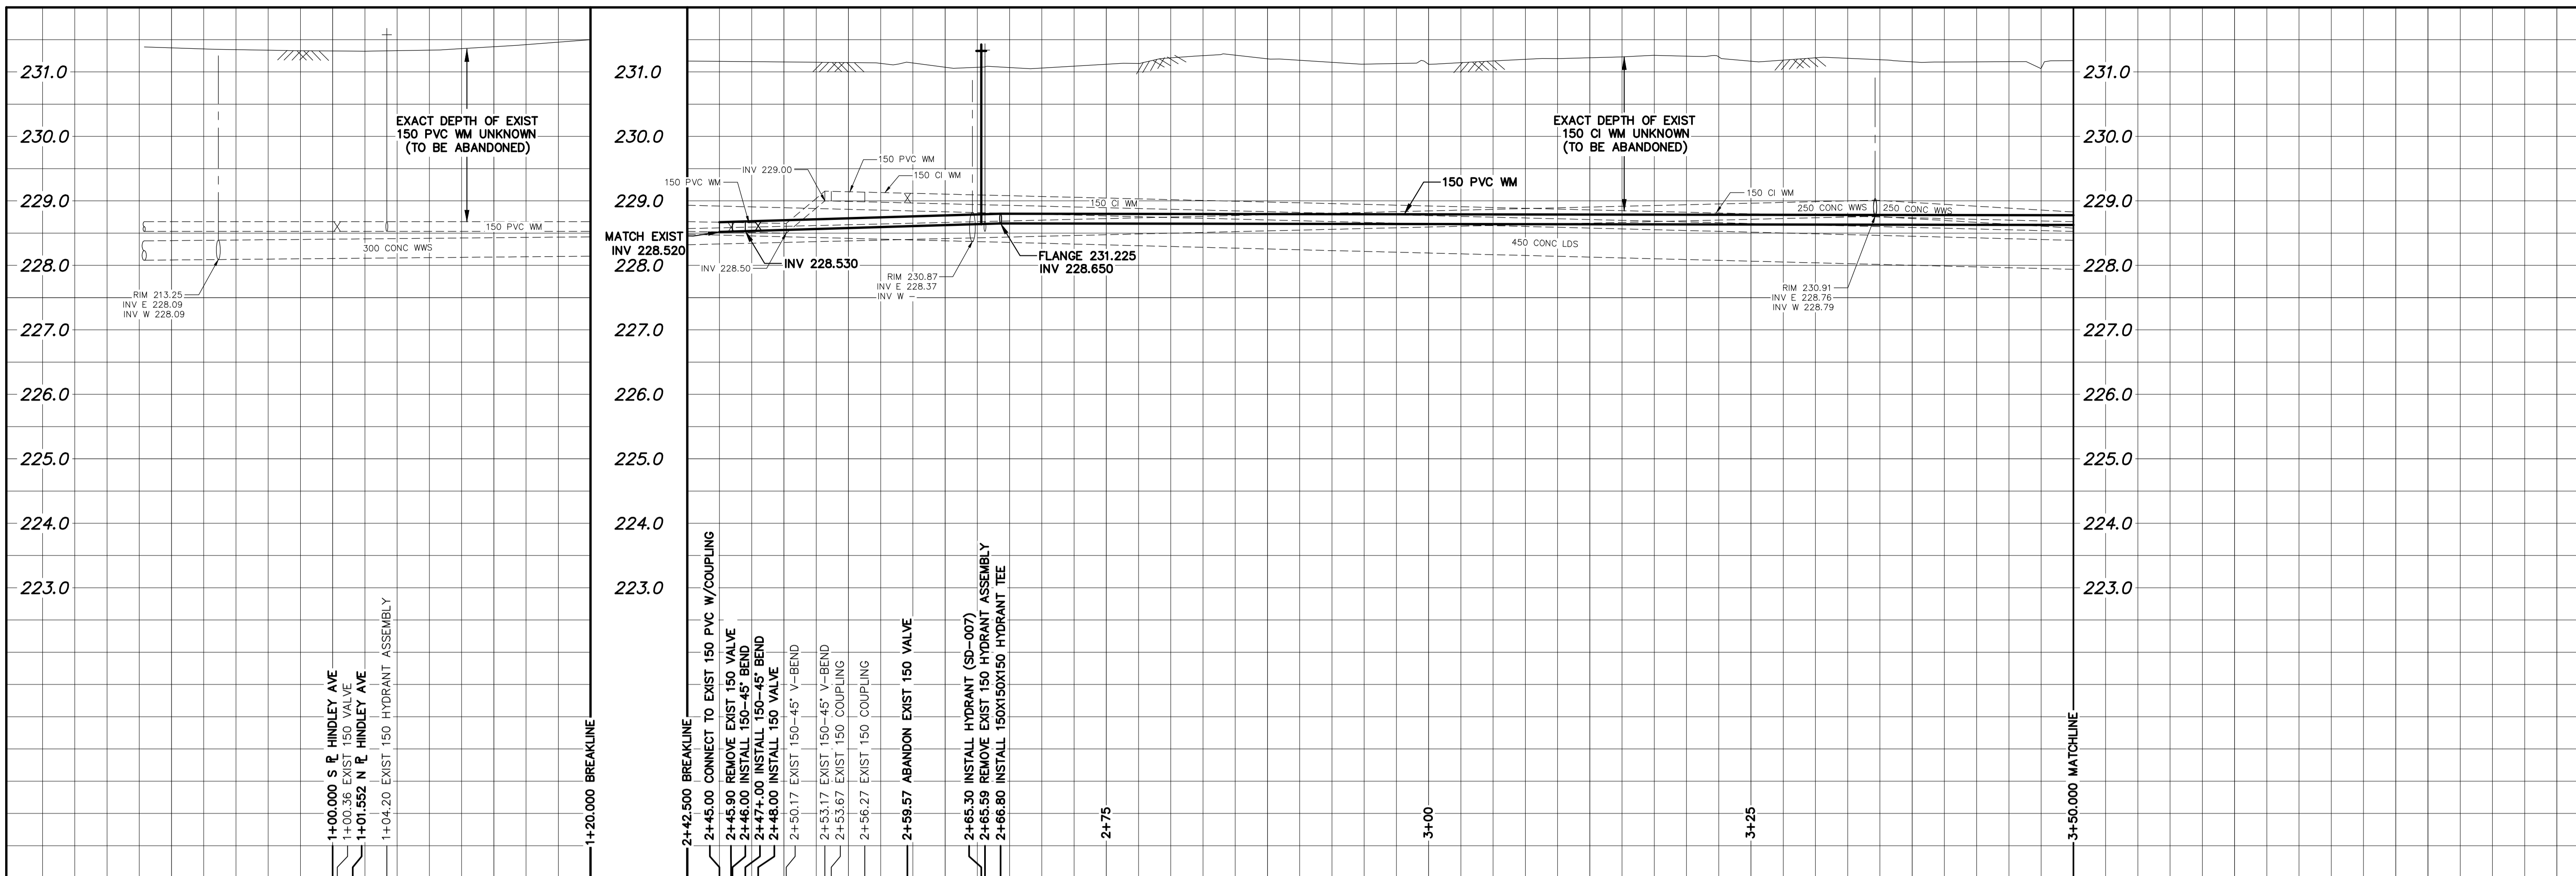 231.0
230.0
229.0
228.0
227.0
226.0
225.0
224.0
223.0
EXACT DEPTH OF EXIST
150 PVC WM UNKNOWN
(TO BE ABANDONED)
150 PVC WM
300 CONC WWS
RIM 213.25
INV E 228.09
INV W 228.09
1+00.000 S PL HINDLEY AVE
1+00.36 EXIST 150 VALVE
1+01.552 N PL HINDLEY AVE
1+04.20 EXIST 150 HYDRANT ASSEMBLY
1+20.000 BREAKLINE
231.0
230.0
229.0
228.0
227.0
226.0
225.0
224.0
223.0
MATCH EXIST
INV 228.520
150 PVC WM
INV 229.00
150 PVC WM
150 CI WM
INV 228.50
INV 228.530
150 CI WM
RIM 230.87
INV E 228.37
INV W -
FLANGE 231.225
INV 228.650
150 PVC WM
450 CONC LDS
EXACT DEPTH OF EXIST
150 CI WM UNKNOWN
(TO BE ABANDONED)
150 CI WM
250 CONC WWS
250 CONC WWS
RIM 230.91
INV E 228.76
INV W 228.79
2+42.500 BREAKLINE
2+45.00 CONNECT TO EXIST 150 PVC W/COUPLING
2+45.90 REMOVE EXIST 150 VALVE
2+46.00 INSTALL 150-45° BEND
2+47+.00 INSTALL 150-45° BEND
2+48.00 INSTALL 150 VALVE
2+50.17 EXIST 150-45° V-BEND
2+53.17 EXIST 150-45° V-BEND
2+53.67 EXIST 150 COUPLING
2+56.27 EXIST 150 COUPLING
2+59.57 ABANDON EXIST 150 VALVE
2+65.30 INSTALL HYDRANT (SD-007)
2+65.59 REMOVE EXIST 150 HYDRANT ASSEMBLY
2+66.80 INSTALL 150X150X150 HYDRANT TEE
2+75
3+00
3+25
3+50.000 MATCHLINE
231.0
230.0
229.0
228.0
227.0
226.0
225.0
224.0
223.0